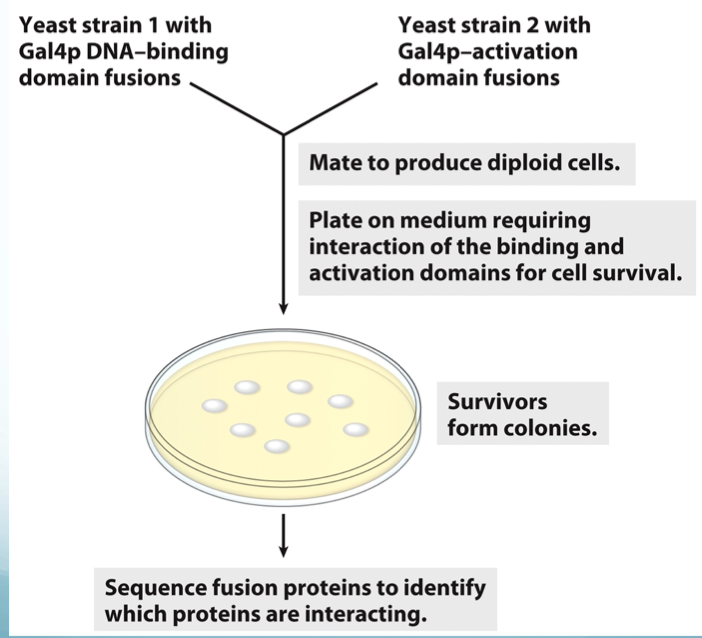 Yeast strain 1 with
Gal4p DNA–binding
domain fusions
Yeast strain 2 with
Gal4p–activation
domain fusions
Mate to produce diploid cells.
Plate on medium requiring
interaction of the binding and
activation domains for cell survival.
Survivors
form colonies.
Sequence fusion proteins to identify
which proteins are interacting.